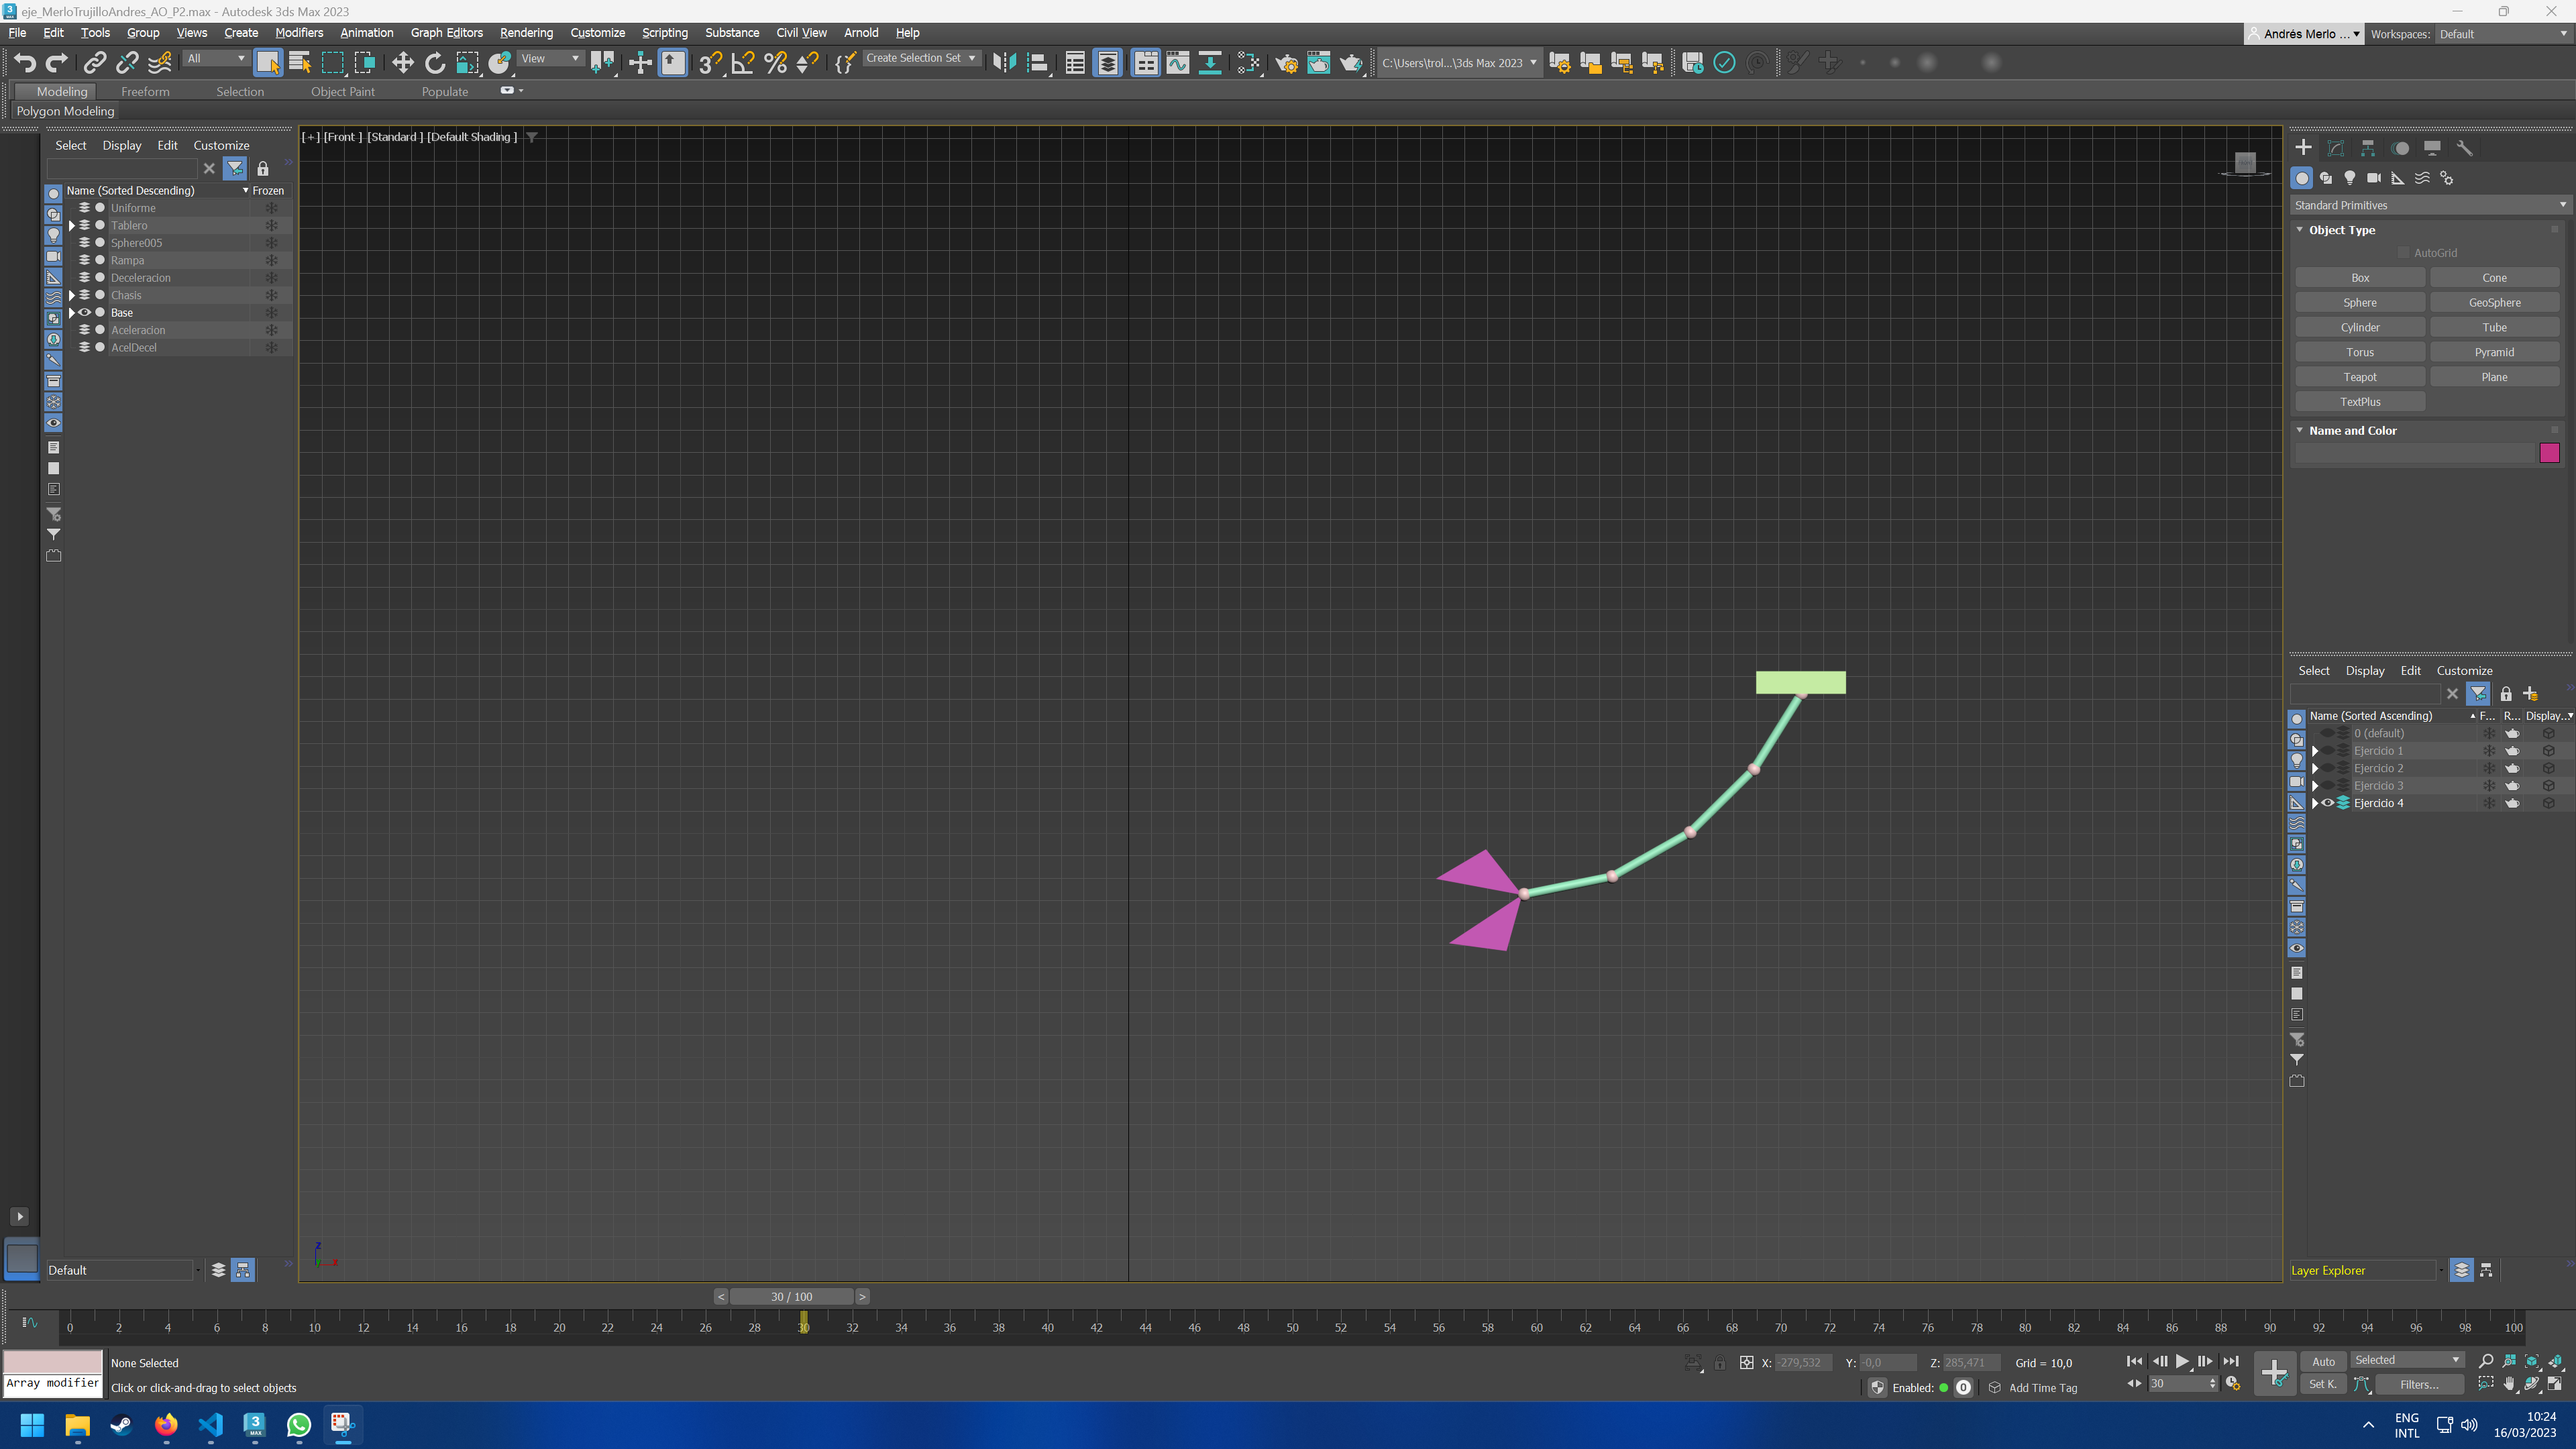 eje_MerloTrujilloAndres_AO_P2.max - Autodesk 3ds Max 2023
File Edit Tools Group Views Create Modifiers Animation Graph Editors Rendering Customize Scripting Substance Civil View Arnold Help
Andrés Merlo ... Workspaces: Default
All View Create Selection Set C:\Users\trol...\3ds Max 2023
Modeling Freeform Selection Object Paint Populate
Polygon Modeling
Select Display Edit Customize
Name (Sorted Descending) Frozen
Uniforme
Tablero
Sphere005
Rampa
Deceleracion
Chasis
Base
Aceleracion
AcelDecel
Default
[+] [Front ] [Standard ] [Default Shading ]
z
x
Standard Primitives
Object Type
AutoGrid
Box Cone
Sphere GeoSphere
Cylinder Tube
Torus Pyramid
Teapot Plane
TextPlus
Name and Color
Select Display Edit Customize
Name (Sorted Ascending) F... R... Display...
0 (default)
Ejercicio 1
Ejercicio 2
Ejercicio 3
Ejercicio 4
Layer Explorer
< 30 / 100 >
0 2 4 6 8 10 12 14 16 18 20 22 24 26 28 30 32 34 36 38 40 42 44 46 48 50 52 54 56 58 60 62 64 66 68 70 72 74 76 78 80 82 84 86 88 90 92 94 96 98 100
None Selected
X: -279,532 Y: -0,0 Z: 285,471 Grid = 10,0
Auto Selected
Array modifier
Click or click-and-drag to select objects
Enabled: 0 Add Time Tag
30
Set K. Filters...
ENG
INTL
10:24
16/03/2023